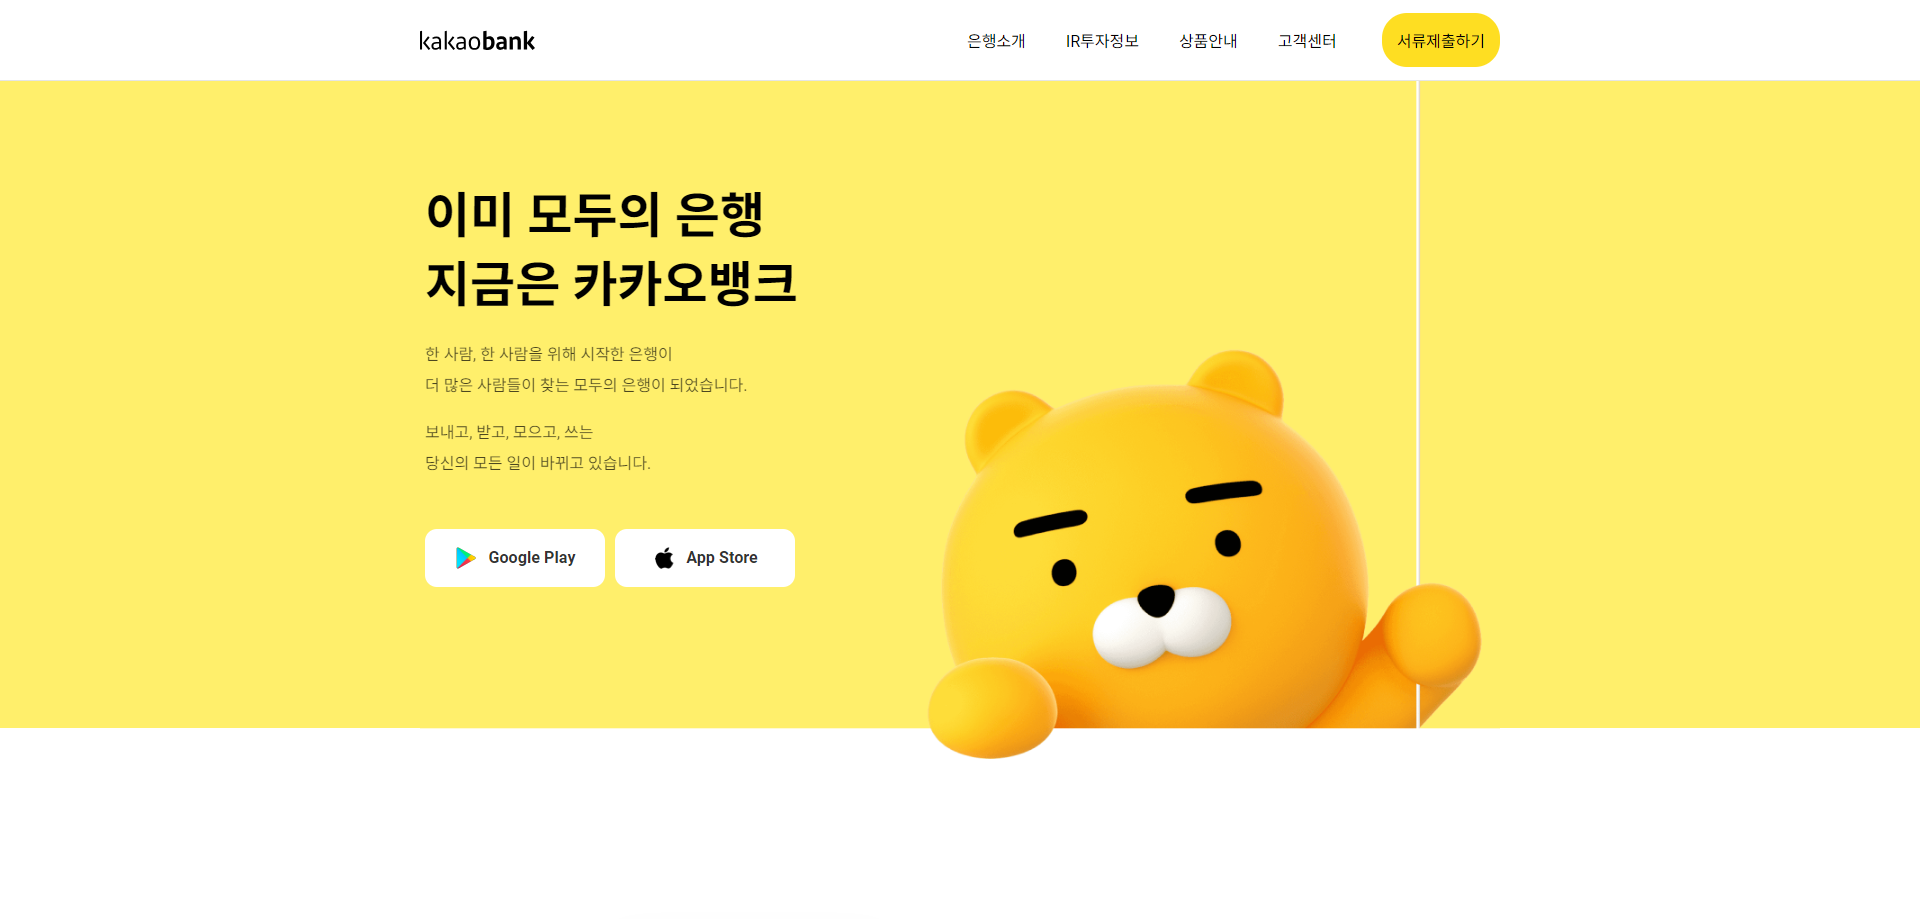 kakaobank
은행소개
IR투자정보
상품안내
고객센터
서류제출하기
이미 모두의 은행
지금은 카카오뱅크
한 사람, 한 사람을 위해 시작한 은행이
더 많은 사람들이 찾는 모두의 은행이 되었습니다.
보내고, 받고, 모으고, 쓰는
당신의 모든 일이 바뀌고 있습니다.
Google Play
App Store